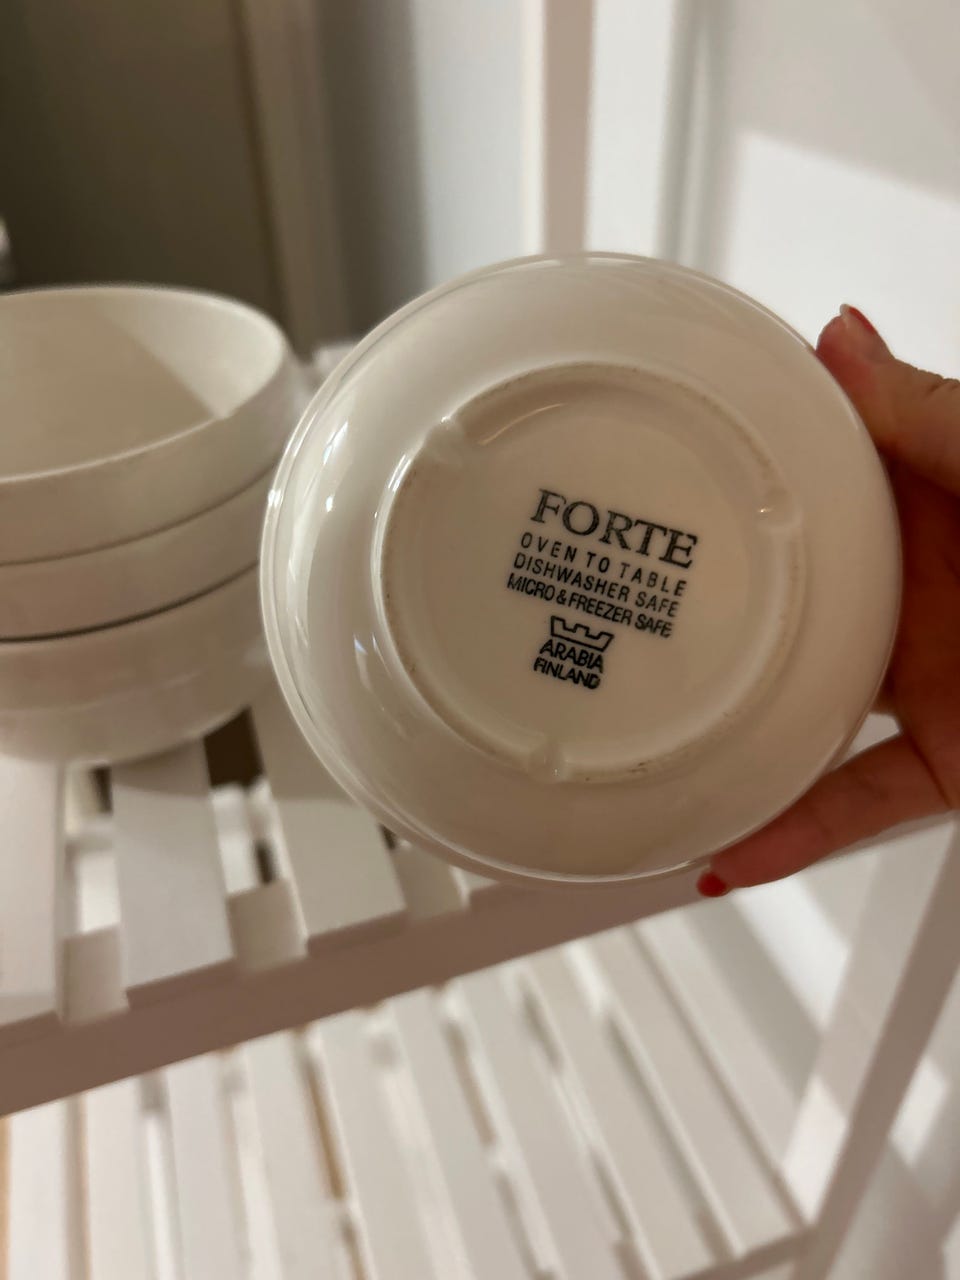 FORTE
OVEN TO TABLE
DISHWASHER SAFE
MICRO & FREEZER SAFE
ARABIA
FINLAND